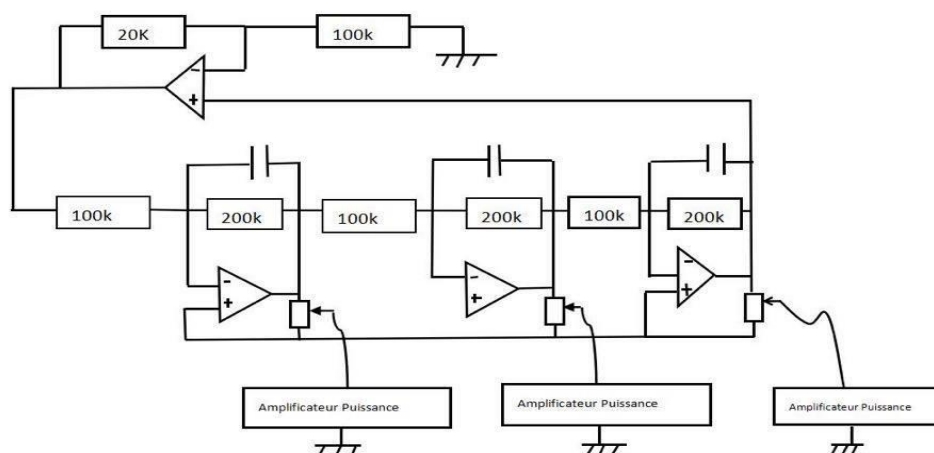 20K
100k
-
+
100k
200k
100k
200k
100k
200k
-
+
-
-
+
Amplificateur Puissance
Amplificateur Puissance
Amplificateur Puissance